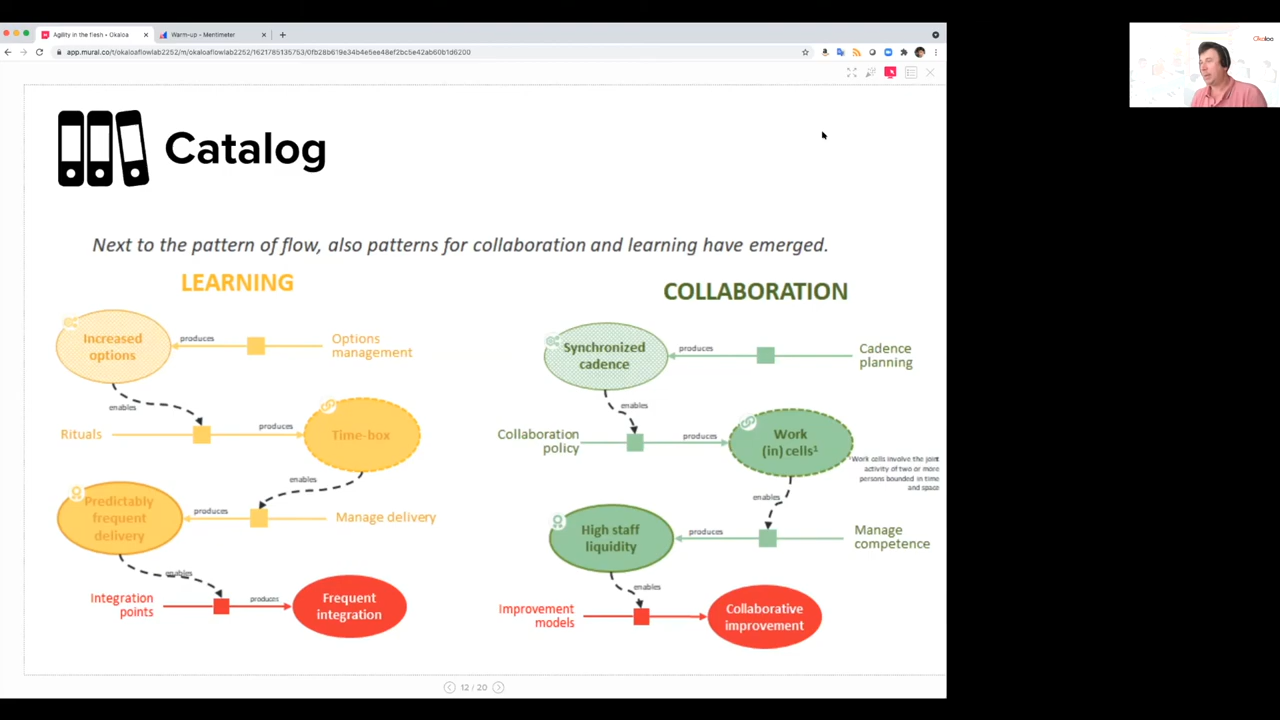 Agility in the flesh • Okaloa
Warm-up - Mentimeter
app.mural.co/t/okaloaflowlab2252/m/okaloaflowlab2252/1621785135753/0fb28b619e34b4e5ee48ef2bc5e42ab60b1d6200
Okaloa
Catalog
Next to the pattern of flow, also patterns for collaboration and learning have emerged.
LEARNING
Increased
options
produces
Options
management
enables
Rituals
produces
Time-box
enables
Predictably
frequent
delivery
produces
Manage delivery
enables
Integration
points
produces
Frequent
integration
COLLABORATION
Synchronized
cadence
produces
Cadence
planning
enables
Collaboration
policy
produces
Work
(in) cells¹
¹Work cells involve the joint
activity of two or more
persons bounded in time
and space
enables
High staff
liquidity
produces
Manage
competence
enables
Improvement
models
Collaborative
improvement
12 / 20